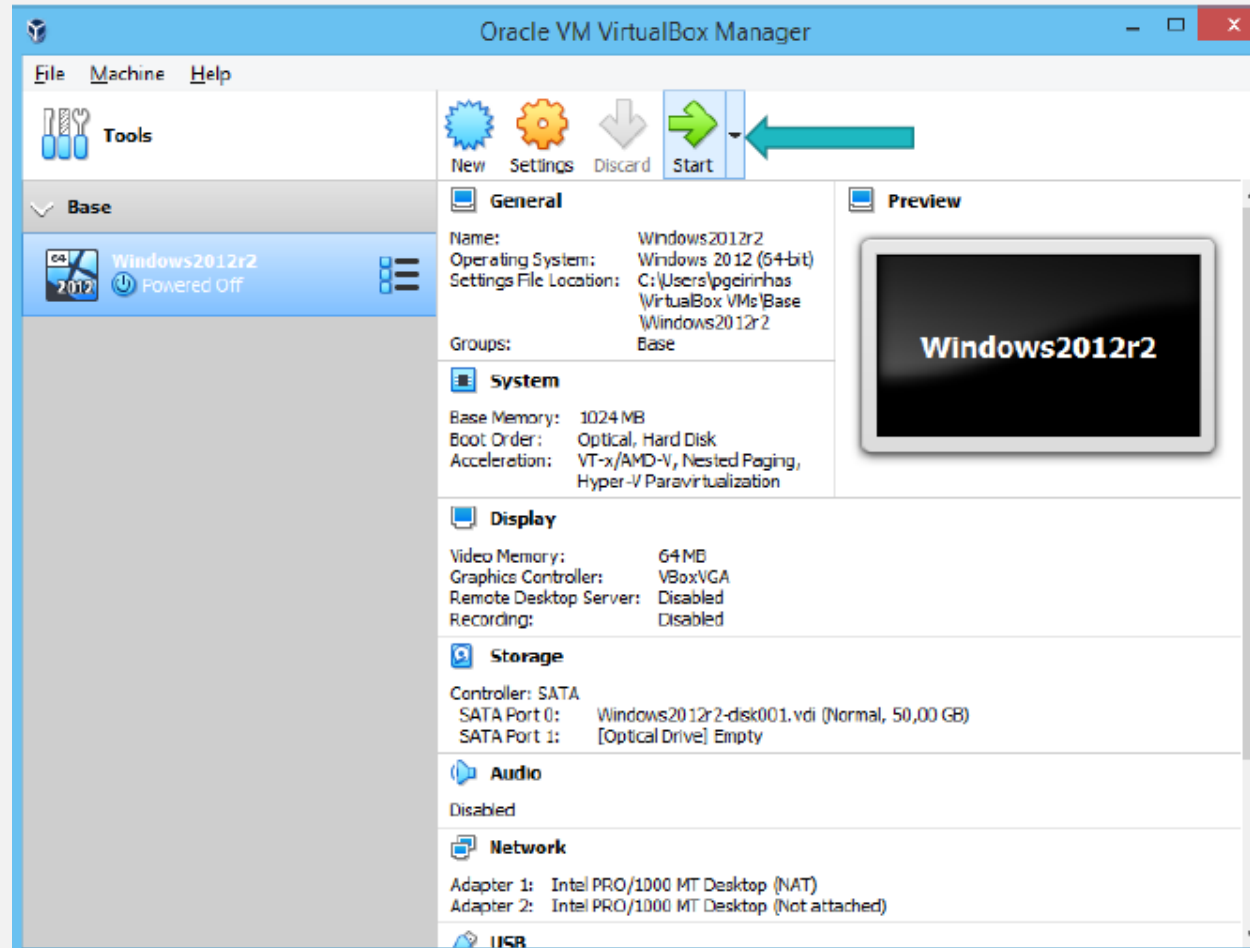 Oracle VM VirtualBox Manager
File Machine Help
Tools
New Settings Discard Start
Base
64
2012
Windows2012r2
Powered Off
General
Name: Windows2012r2
Operating System: Windows 2012 (64-bit)
Settings File Location: C:\Users\pgeirinhas
\VirtualBox VMs\Base
\Windows2012r2
Groups: Base
Preview
Windows2012r2
System
Base Memory: 1024 MB
Boot Order: Optical, Hard Disk
Acceleration: VT-x/AMD-V, Nested Paging,
Hyper-V Paravirtualization
Display
Video Memory: 64 MB
Graphics Controller: VBoxVGA
Remote Desktop Server: Disabled
Recording: Disabled
Storage
Controller: SATA
SATA Port 0: Windows2012r2-disk001.vdi (Normal, 50,00 GB)
SATA Port 1: [Optical Drive] Empty
Audio
Disabled
Network
Adapter 1: Intel PRO/1000 MT Desktop (NAT)
Adapter 2: Intel PRO/1000 MT Desktop (Not attached)
USB